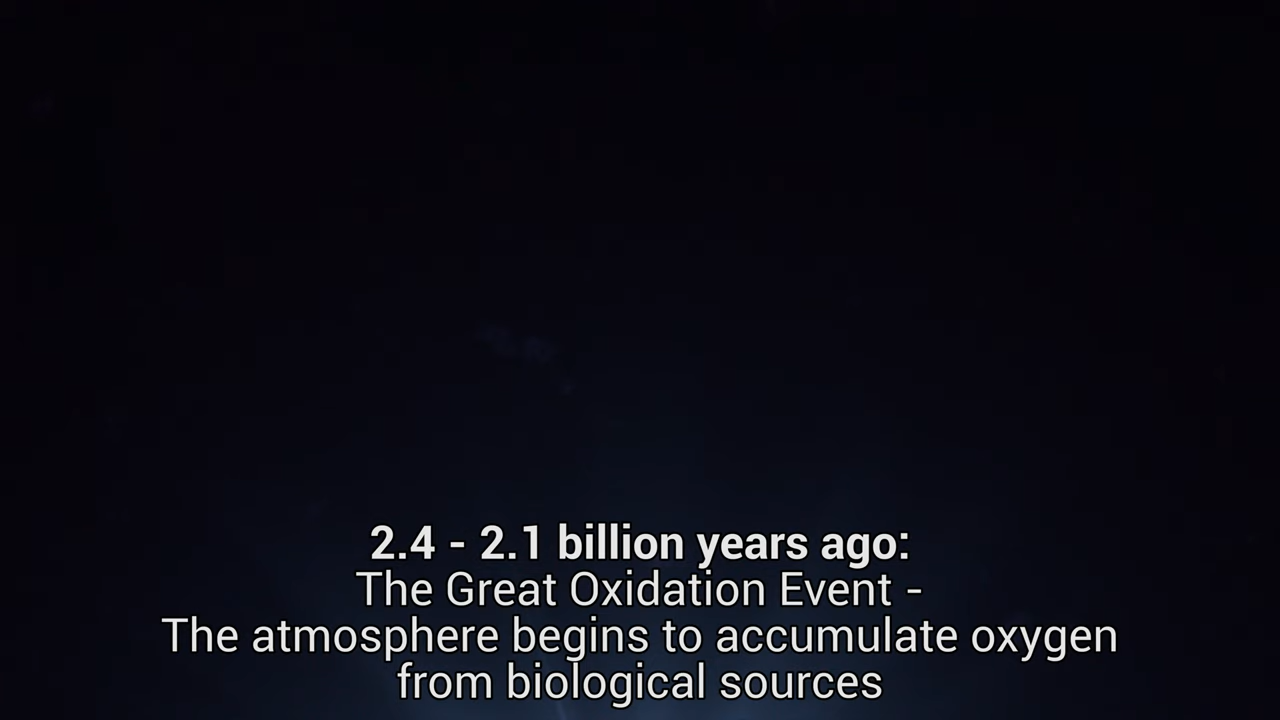 2.4 - 2.1 billion years ago:
The Great Oxidation Event -
The atmosphere begins to accumulate oxygen
from biological sources